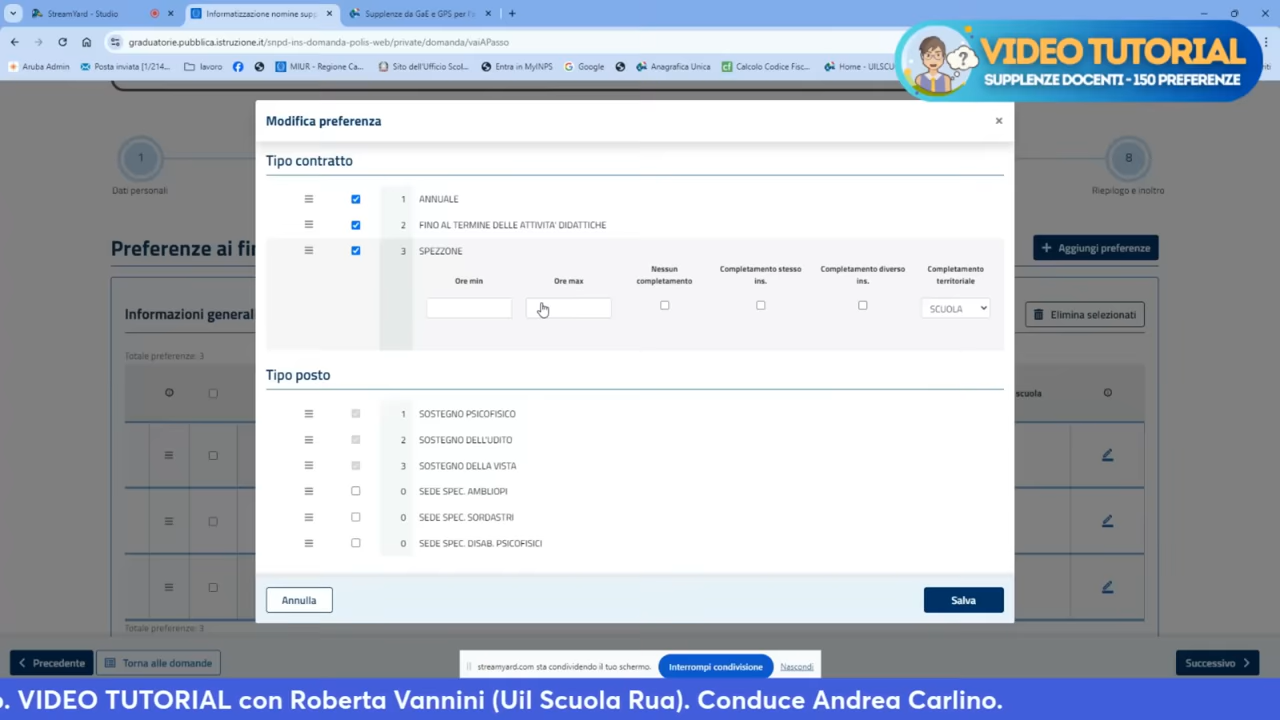 StreamYard - Studio
Informatizzazione nomine supp
Supplenze da GaE e GPS per l'
graduatorie.pubblica.istruzione.it/snpd-ins-domanda-polis-web/private/domanda/vaiAPasso
Aruba Admin
Posta inviata [1/214...
lavoro
MIUR - Regione Ca...
Sito dell'Ufficio Scol...
Entra in MyINPS
Google
Anagrafica Unica
Calcolo Codice Fisc...
Home - UILSCU
VIDEO TUTORIAL
SUPPLENZE DOCENTI - 150 PREFERENZE
Modifica preferenza
×
1
Dati personali
8
Riepilogo e inoltro
Tipo contratto
1 ANNUALE
2 FINO AL TERMINE DELLE ATTIVITA' DIDATTICHE
3 SPEZZONE
Ore min
Ore max
Nessun completamento
Completamento stesso ins.
Completamento diverso ins.
Completamento territoriale
SCUOLA
Preferenze ai fi
+ Aggiungi preferenze
Informazioni general
Elimina selezionati
Totale preferenze: 3
scuola
Tipo posto
1 SOSTEGNO PSICOFISICO
2 SOSTEGNO DELL'UDITO
3 SOSTEGNO DELLA VISTA
0 SEDE SPEC. AMBLIOPI
0 SEDE SPEC. SORDASTRI
0 SEDE SPEC. DISAB. PSICOFISICI
Annulla
Salva
Totale preferenze: 3
Precedente
Torna alle domande
streamyard.com sta condividendo il tuo schermo.
Interrompi condivisione
Nascondi
Successivo
o. VIDEO TUTORIAL con Roberta Vannini (Uil Scuola Rua). Conduce Andrea Carlino.